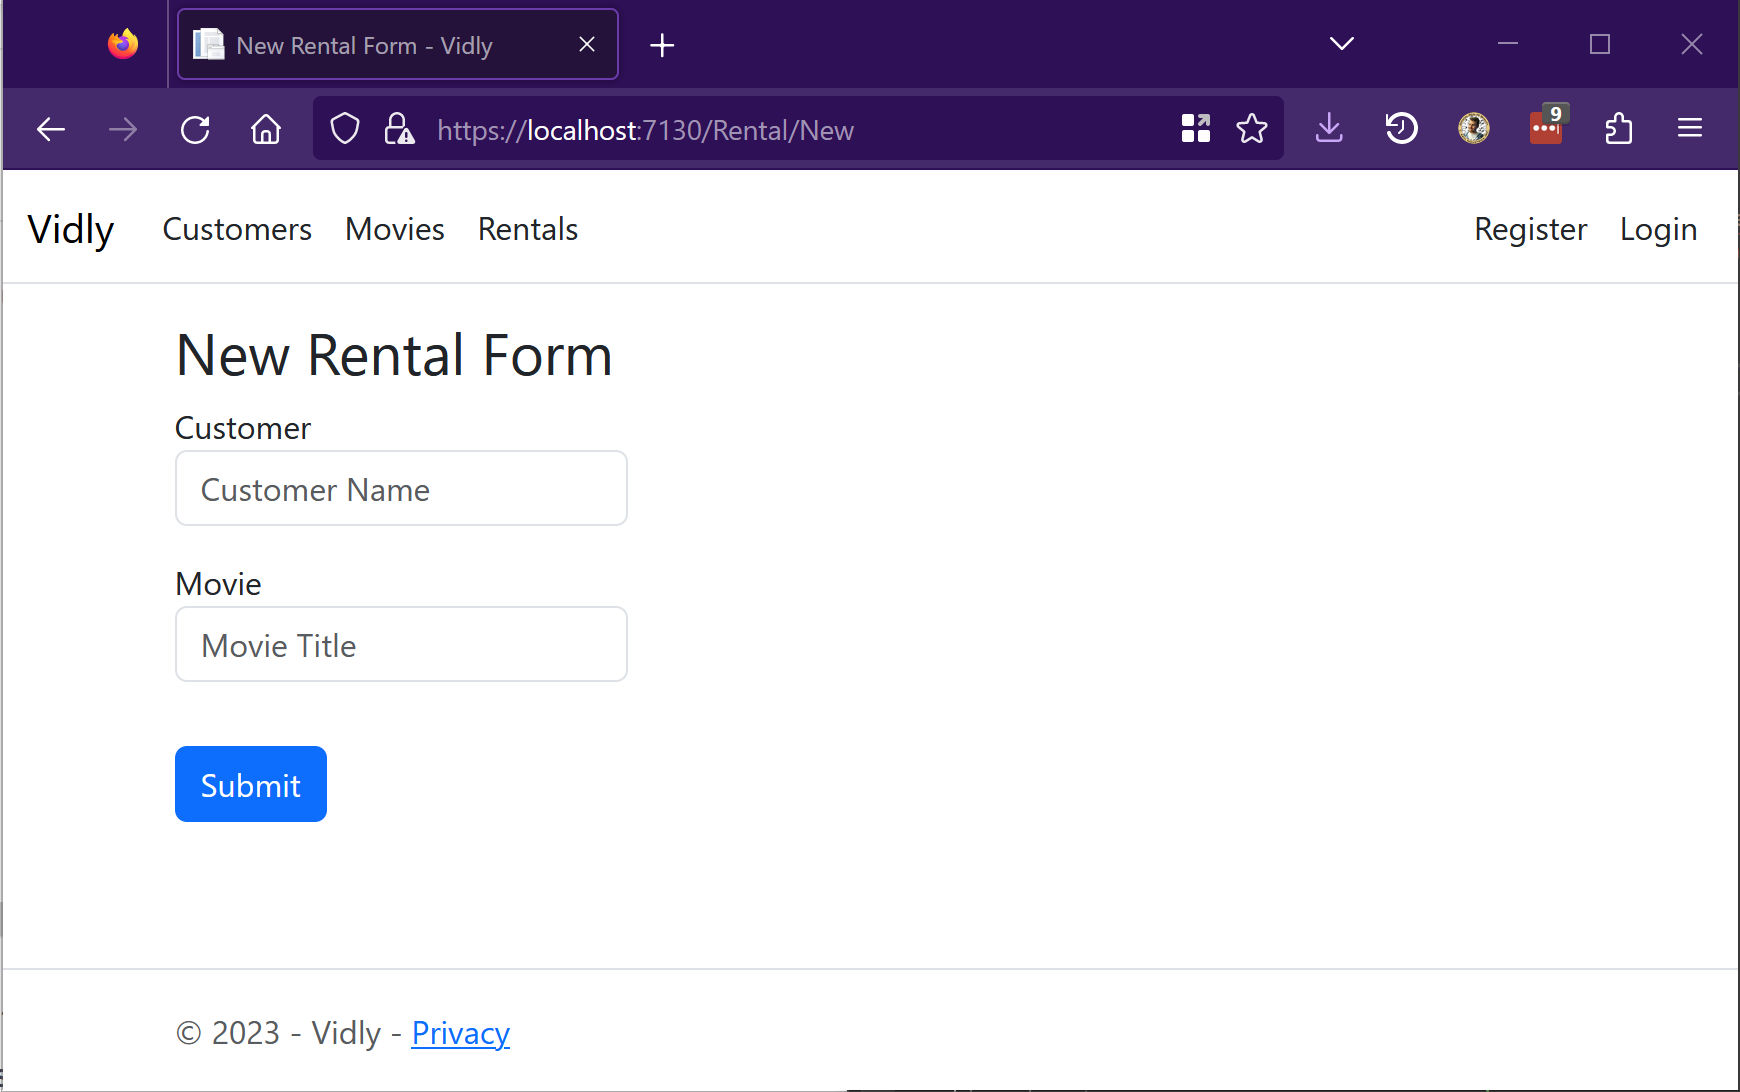 New Rental Form - Vidly
https://localhost:7130/Rental/New
9
Vidly Customers Movies Rentals Register Login
New Rental Form
Customer
Customer Name
Movie
Movie Title
Submit
© 2023 - Vidly - Privacy